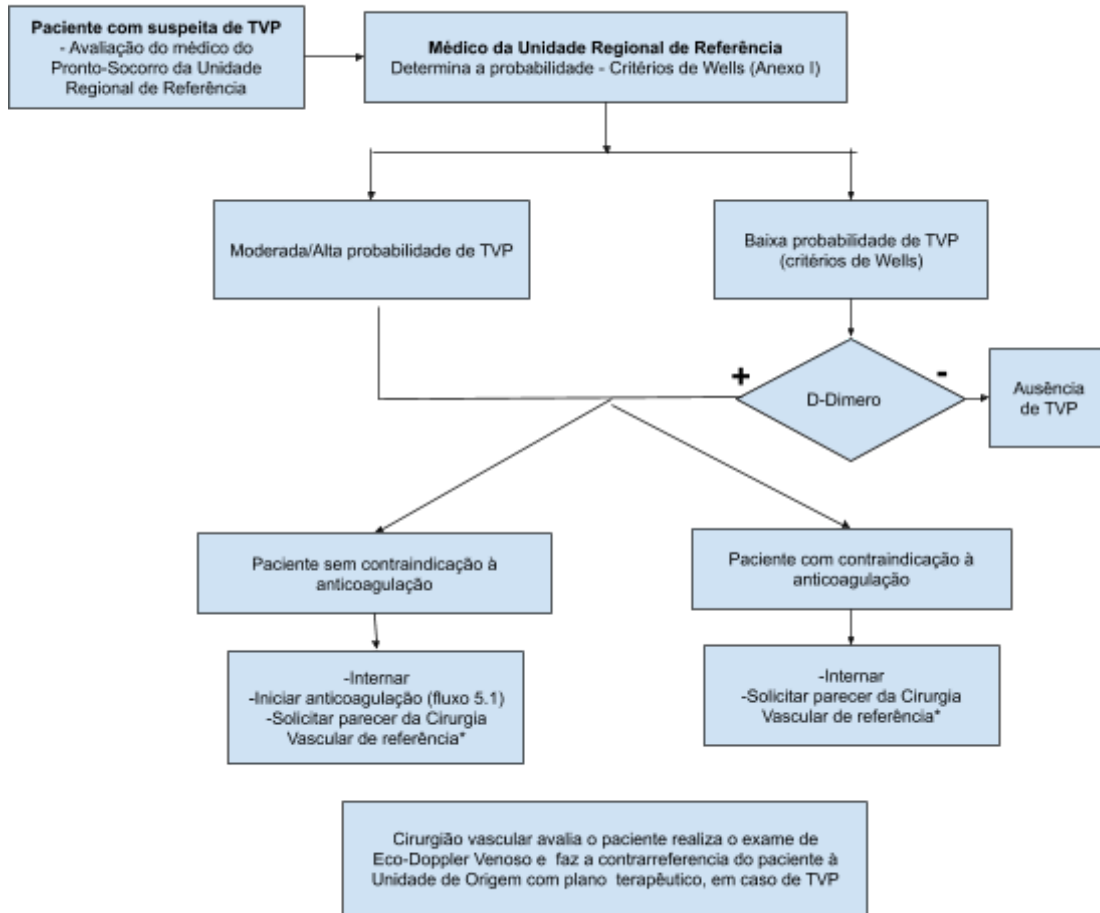 Paciente com suspeita de TVP
- Avaliação do médico do
Pronto-Socorro da Unidade
Regional de Referência
Médico da Unidade Regional de Referência
Determina a probabilidade - Critérios de Wells (Anexo I)
Moderada/Alta probabilidade de TVP
Baixa probabilidade de TVP
(critérios de Wells)
+
-
D-Dimero
Ausência
de TVP
Paciente sem contraindicação à
anticoagulação
Paciente com contraindicação à
anticoagulação
-Internar
-Iniciar anticoagulação (fluxo 5.1)
-Solicitar parecer da Cirurgia
Vascular de referência*
-Internar
-Solicitar parecer da Cirurgia
Vascular de referência*
Cirurgião vascular avalia o paciente realiza o exame de
Eco-Doppler Venoso e faz a contrarreferencia do paciente à
Unidade de Origem com plano terapêutico, em caso de TVP